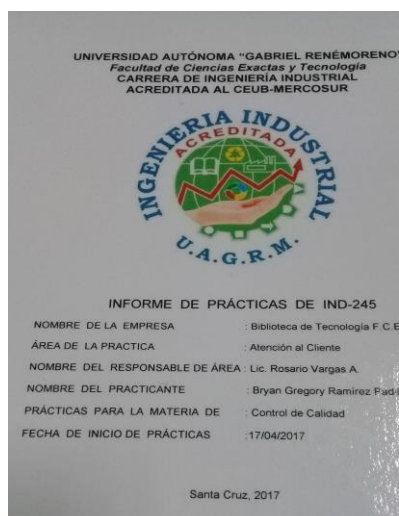 UNIVERSIDAD AUTÓNOMA "GABRIEL RENÉMORENO"
Facultad de Ciencias Exactas y Tecnología
CARRERA DE INGENIERÍA INDUSTRIAL
ACREDITADA AL CEUB-MERCOSUR
INGENIERIA INDUSTRIAL
ACREDITADA
U.A.G.R.M.
INFORME DE PRÁCTICAS DE IND-245
NOMBRE DE LA EMPRESA : Biblioteca de Tecnología F.C.E
ÁREA DE LA PRACTICA : Atención al Cliente
NOMBRE DEL RESPONSABLE DE ÁREA : Lic. Rosario Vargas A.
NOMBRE DEL PRACTICANTE : Bryan Gregory Ramírez
PRÁCTICAS PARA LA MATERIA DE : Control de Calidad
FECHA DE INICIO DE PRÁCTICAS :17/04/2017
Santa Cruz, 2017